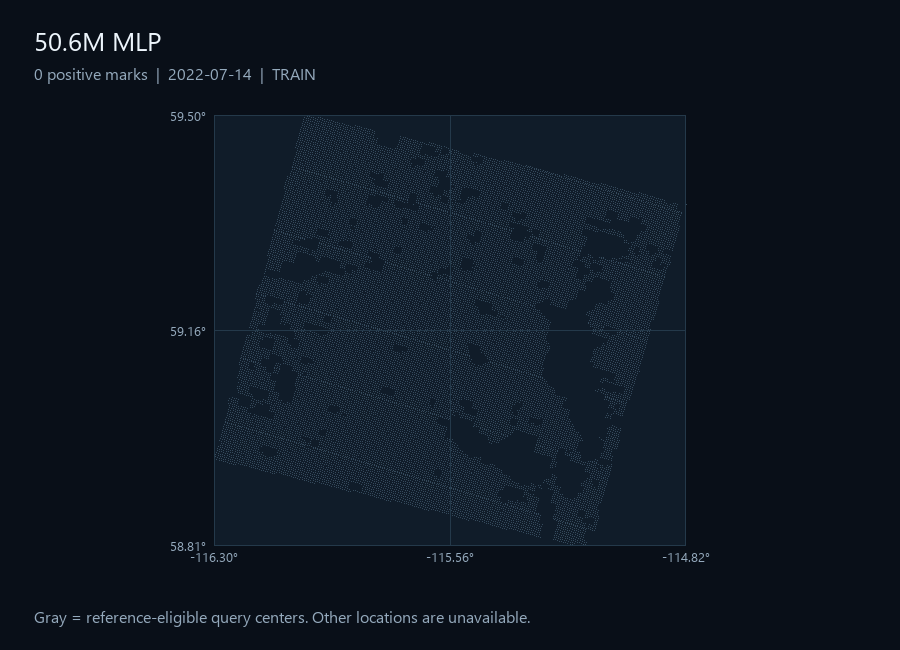 50.6M MLP
0 positive marks | 2022-07-14 | TRAIN
59.50°
59.16°
58.81°
-116.30°
-115.56°
-114.82°
Gray = reference-eligible query centers. Other locations are unavailable.